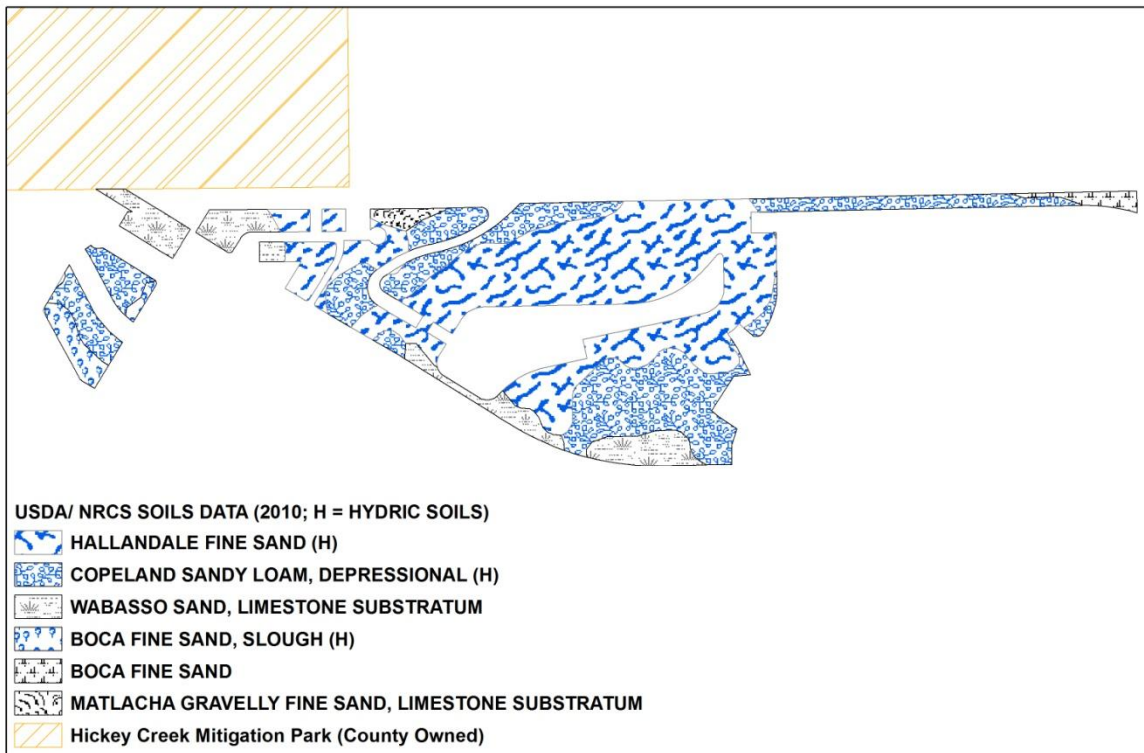 USDA/ NRCS SOILS DATA (2010; H = HYDRIC SOILS)
HALLANDALE FINE SAND (H)
COPELAND SANDY LOAM, DEPRESSIONAL (H)
WABASSO SAND, LIMESTONE SUBSTRATUM
BOCA FINE SAND, SLOUGH (H)
BOCA FINE SAND
MATLACHA GRAVELLY FINE SAND, LIMESTONE SUBSTRATUM
Hickey Creek Mitigation Park (County Owned)